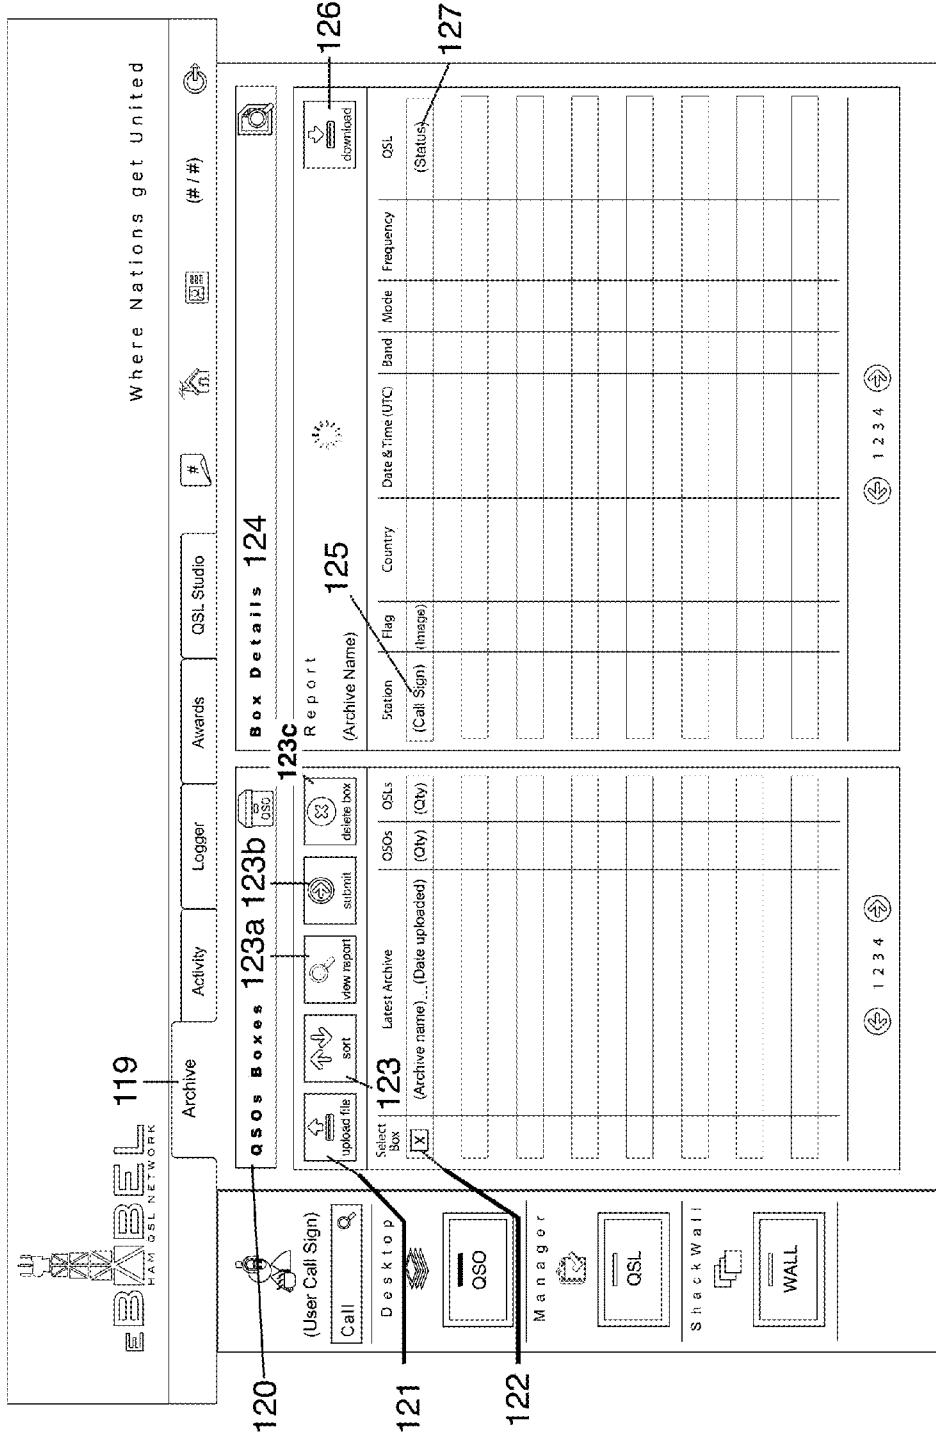 EBABEL
HAM QSL NETWORK
Where Nations get United
119
Archive
Activity
Logger
Awards
QSL Studio
#
(# / #)
120
(User Call Sign)
Call
Desktop
QSO
Manager
QSL
ShackWall
WALL
121
122
QSOs Boxes
123a
123b
123c
QSO
upload file
sort
view report
submit
delete box
123
Select Box
Latest Archive
QSOs
QSLs
X
(Archive name)
(Date uploaded)
(Qty)
(Qty)
1 2 3 4
Box Details
124
Report
125
126
(Archive Name)
download
127
Station
Flag
Country
Date & Time (UTC)
Band
Mode
Frequency
QSL
(Call Sign)
(Image)
(Status)
1 2 3 4